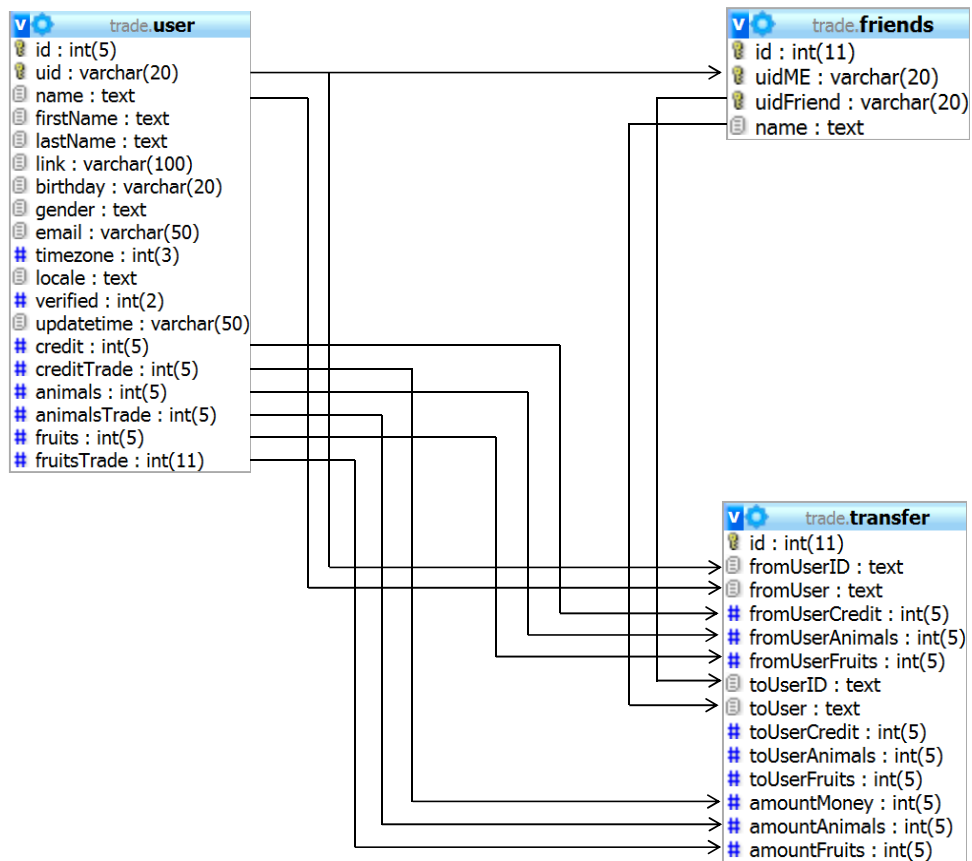 trade.user
id : int(5)
uid : varchar(20)
name : text
firstName : text
lastName : text
link : varchar(100)
birthday : varchar(20)
gender : text
email : varchar(50)
timezone : int(3)
locale : text
verified : int(2)
updatetime : varchar(50)
credit : int(5)
creditTrade : int(5)
animals : int(5)
animalsTrade : int(5)
fruits : int(5)
fruitsTrade : int(11)
trade.friends
id : int(11)
uidME : varchar(20)
uidFriend : varchar(20)
name : text
trade.transfer
id : int(11)
fromUserID : text
fromUser : text
fromUserCredit : int(5)
fromUserAnimals : int(5)
fromUserFruits : int(5)
toUserID : text
toUser : text
toUserCredit : int(5)
toUserAnimals : int(5)
toUserFruits : int(5)
amountMoney : int(5)
amountAnimals : int(5)
amountFruits : int(5)